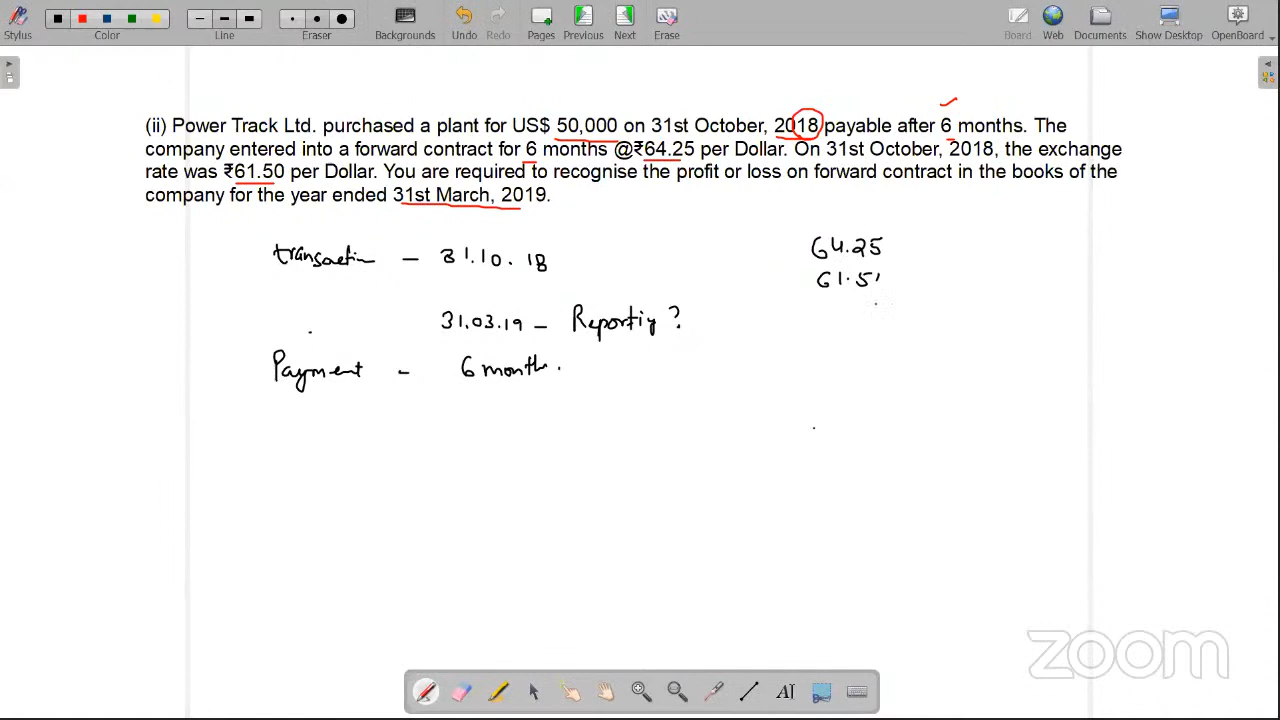 Stylus Color Line Eraser Backgrounds Undo Redo Pages Previous Next Erase Board Web Documents Show Desktop OpenBoard
(ii) Power Track Ltd. purchased a plant for US$ 50,000 on 31st October, 2018 payable after 6 months. The
company entered into a forward contract for 6 months @₹64.25 per Dollar. On 31st October, 2018, the exchange
rate was ₹61.50 per Dollar. You are required to recognise the profit or loss on forward contract in the books of the
company for the year ended 31st March, 2019.
transaction - 31.10.18
64.25
61.5
31.03.19 - Reporting ?
Payment - 6 months.
zoom
AI